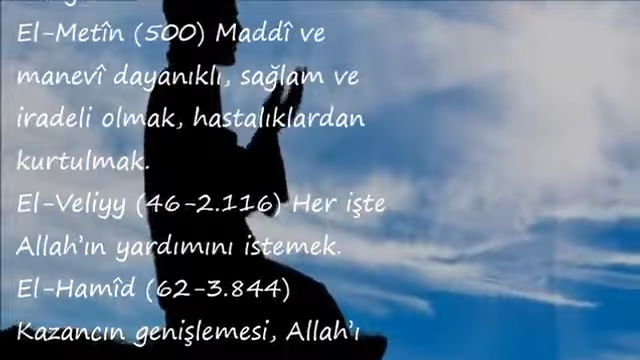 El-Metîn (500) Maddî ve
manevî dayanıklı, sağlam ve
iradeli olmak, hastalıklardan
kurtulmak.
El-Veliyy (46-2.116) Her işte
Allah'ın yardımını istemek.
El-Hamîd (62-3.844)
Kazancın genişlemesi, Allah'ı